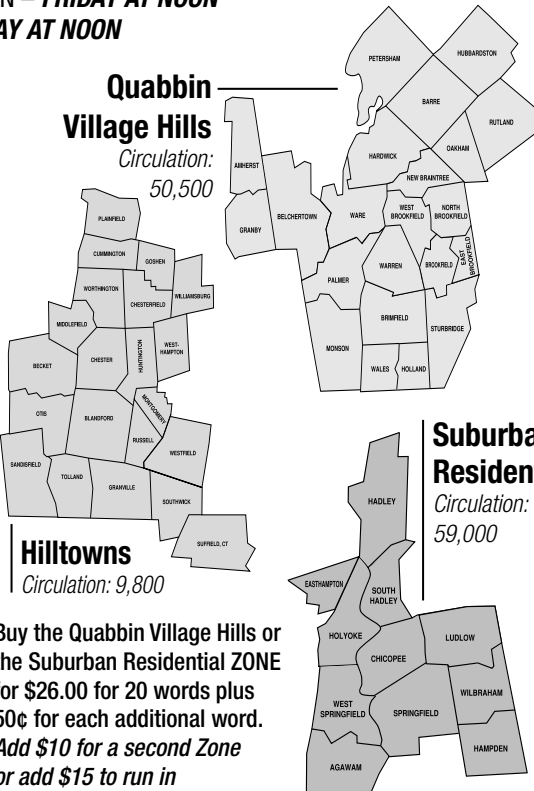 – FRIDAY AT NOON
AY AT NOON
Quabbin
Village Hills
Circulation:
50,500
PETERSHAM
HUBBARDSTON
BARRE
RUTLAND
OAKHAM
HARDWICK
NEW BRAINTREE
AMHERST
GRANBY
BELCHERTOWN
WARE
WEST
BROOKFIELD
NORTH
BROOKFIELD
PALMER
WARREN
BROOKFIELD
EAST
BROOKFIELD
MONSON
BRIMFIELD
STURBRIDGE
WALES
HOLLAND
PLAINFIELD
CUMMINGTON
GOSHEN
WORTHINGTON
CHESTERFIELD
WILLIAMSBURG
MIDDLEFIELD
BECKET
CHESTER
HUNTINGTON
WEST-
HAMPTON
OTIS
BLANDFORD
MONTGOMERY
RUSSELL
WESTFIELD
SANDISFIELD
TOLLAND
GRANVILLE
SOUTHWICK
SUFFIELD, CT
Hilltowns
Circulation: 9,800
Suburba
Residen
Circulation:
59,000
HADLEY
EASTHAMPTON
SOUTH
HADLEY
HOLYOKE
CHICOPEE
LUDLOW
WEST
SPRINGFIELD
SPRINGFIELD
WILBRAHAM
HAMPDEN
AGAWAM
Buy the Quabbin Village Hills or
the Suburban Residential ZONE
for $26.00 for 20 words plus
50¢ for each additional word.
Add $10 for a second Zone
or add $15 to run in